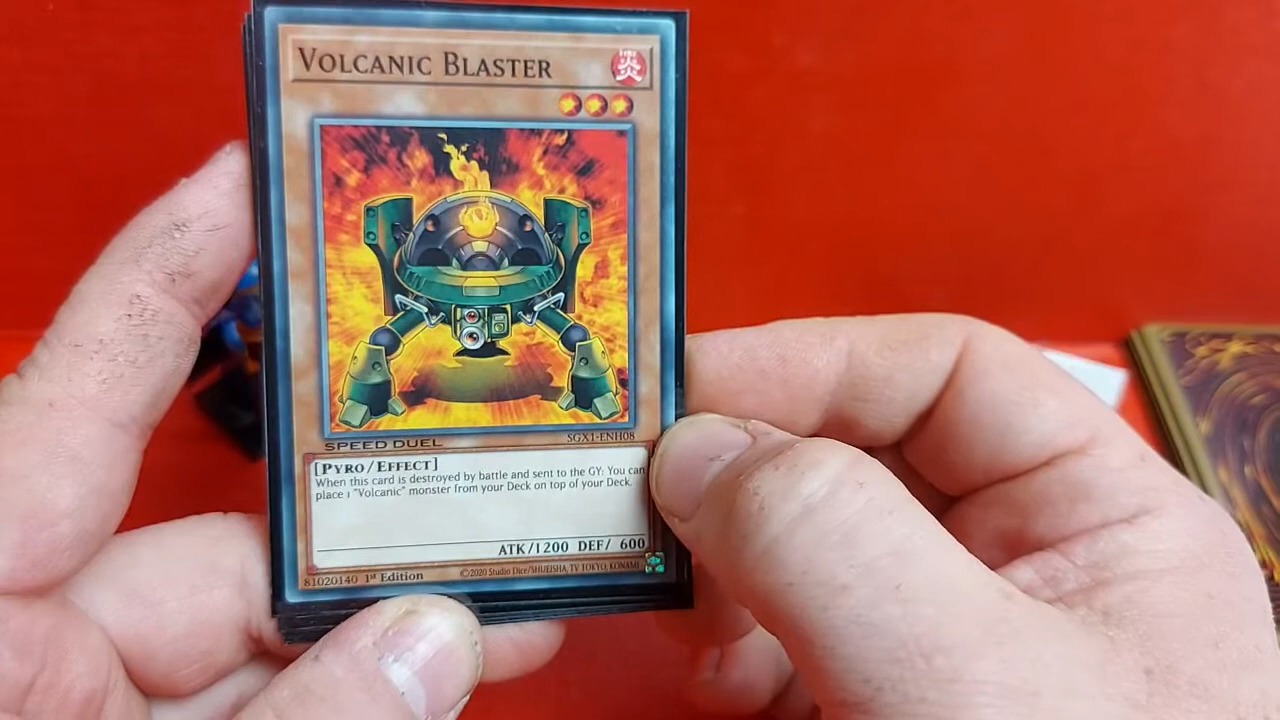 VOLCANIC BLASTER
炎
SPEED DUEL
SGX1-ENH08
[PYRO/EFFECT]
When this card is destroyed by battle and sent to the GY: You can
place 1 "Volcanic" monster from your Deck on top of your Deck.
ATK/1200 DEF/ 600
81020140 1st Edition ©2020 Studio Dice/SHUEISHA, TV TOKYO, KONAMI